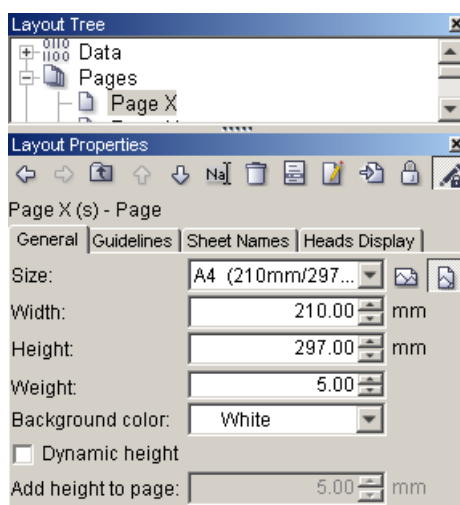 Layout Tree
0110
1100 Data
Pages
Page X
Layout Properties
Na
Page X (s) - Page
General Guidelines Sheet Names Heads Display
Size: A4 (210mm/297...
Width: 210.00 mm
Height: 297.00 mm
Weight: 5.00
Background color: White
Dynamic height
Add height to page: 5.00 mm